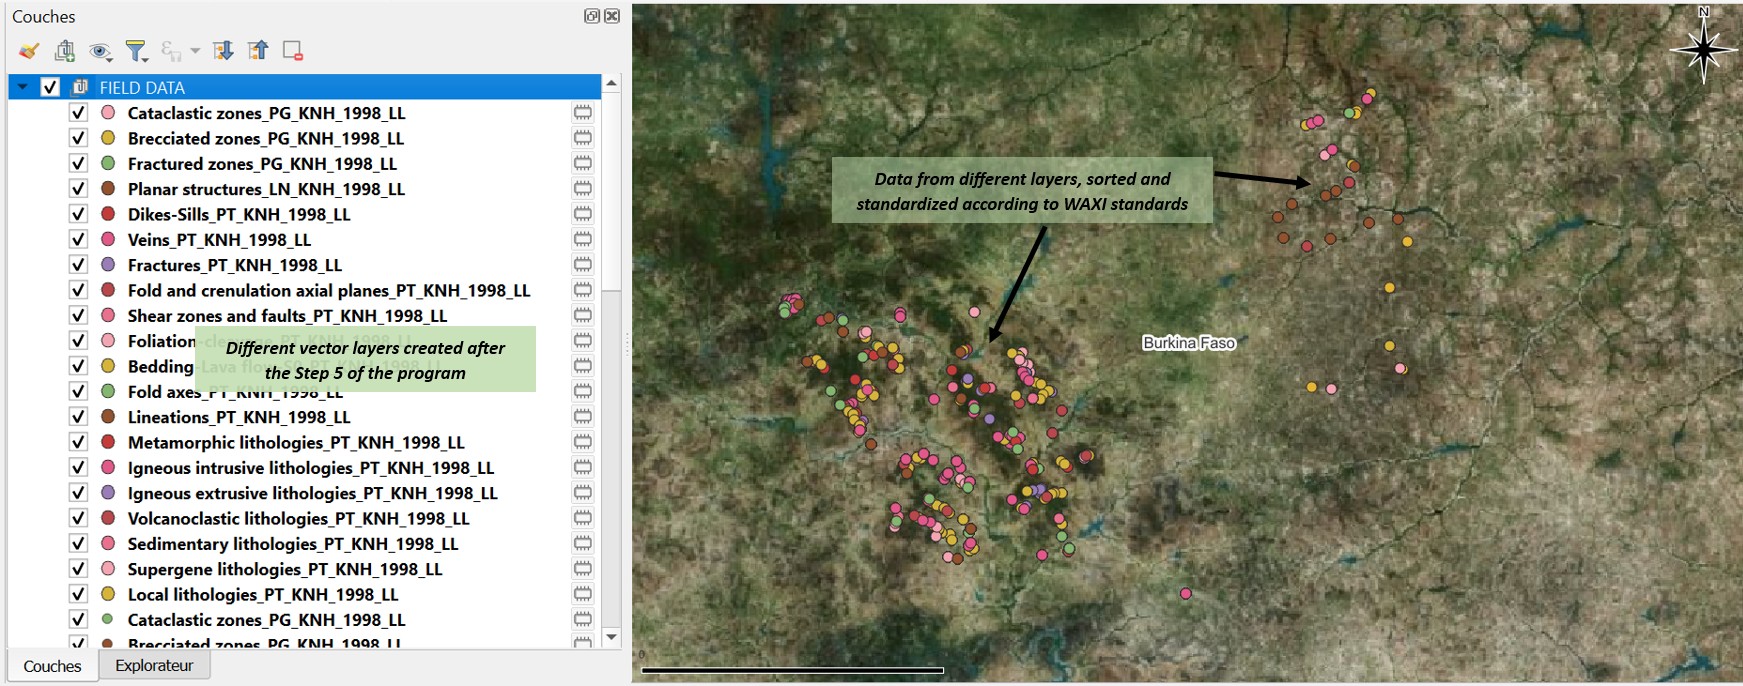 Couches
FIELD DATA
Cataclastic zones_PG_KNH_1998_LL
Brecciated zones_PG_KNH_1998_LL
Fractured zones_PG_KNH_1998_LL
Planar structures_LN_KNH_1998_LL
Dikes-Sills_PT_KNH_1998_LL
Veins_PT_KNH_1998_LL
Fractures_PT_KNH_1998_LL
Fold and crenulation axial planes_PT_KNH_1998_LL
Shear zones and faults_PT_KNH_1998_LL
Foliation-
Bedding-Lava
Fold axes_PT_KNH_1998_LL
Different vector layers created after
the Step 5 of the program
Lineations_PT_KNH_1998_LL
Metamorphic lithologies_PT_KNH_1998_LL
Igneous intrusive lithologies_PT_KNH_1998_LL
Igneous extrusive lithologies_PT_KNH_1998_LL
Volcanoclastic lithologies_PT_KNH_1998_LL
Sedimentary lithologies_PT_KNH_1998_LL
Supergene lithologies_PT_KNH_1998_LL
Local lithologies_PT_KNH_1998_LL
Cataclastic zones_PG_KNH_1998_LL
Brecciated zones_PG_KNH_1998_LL
Couches
Explorateur
N
Data from different layers, sorted and
standardized according to WAXI standards
Burkina Faso
0